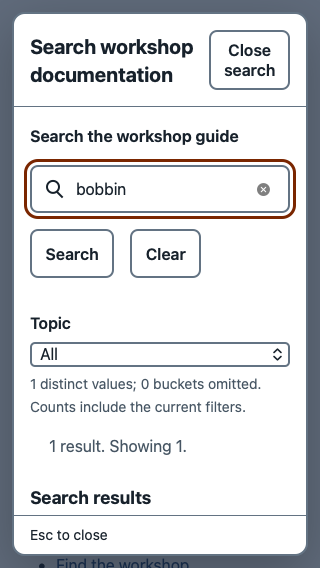 Search workshop
documentation
Close
search
Search the workshop guide
bobbin
Search
Clear
Topic
All
1 distinct values; 0 buckets omitted.
Counts include the current filters.
1 result. Showing 1.
Search results
Esc to close
Find the workshop